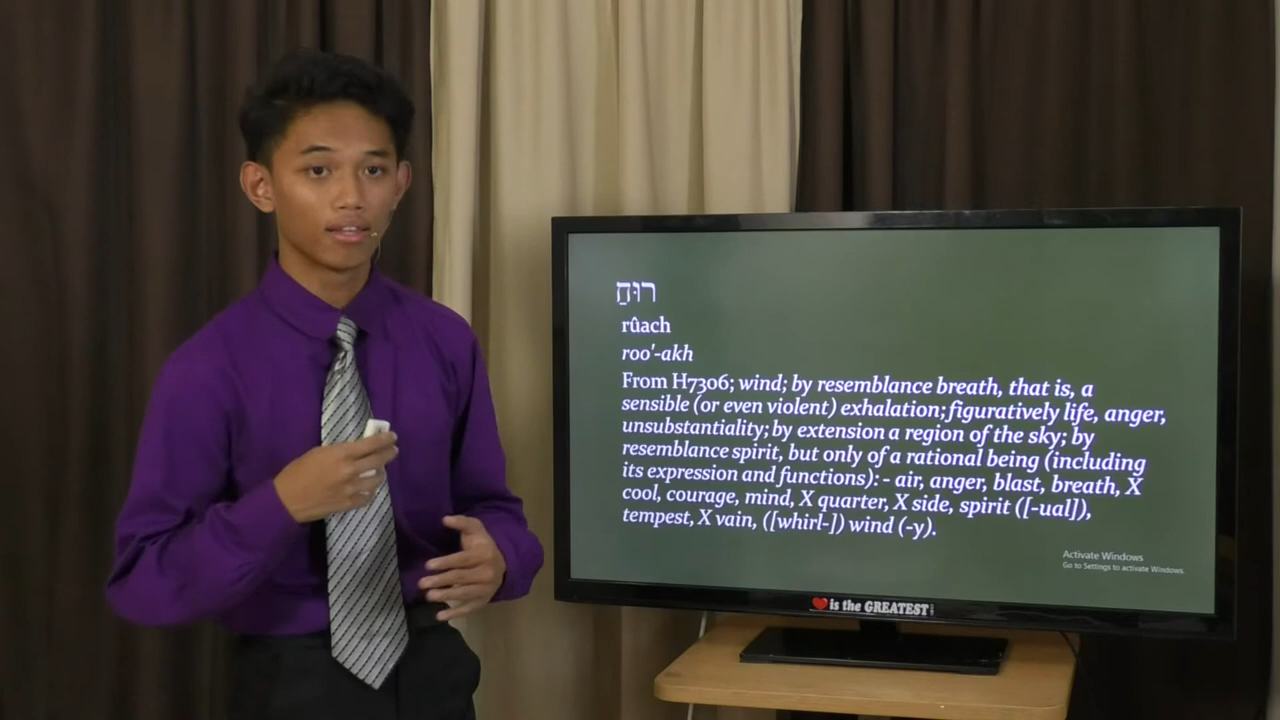 רוּחַ
rûach
roo'-akh
From H7306; wind; by resemblance breath, that is, a
sensible (or even violent) exhalation; figuratively life, anger,
unsubstantiality; by extension a region of the sky; by
resemblance spirit, but only of a rational being (including
its expression and functions): - air, anger, blast, breath, X
cool, courage, mind, X quarter, X side, spirit ([-ual]),
tempest, X vain, ([whirl-]) wind (-y).
Activate Windows
Go to Settings to activate Windows.
is the GREATEST!